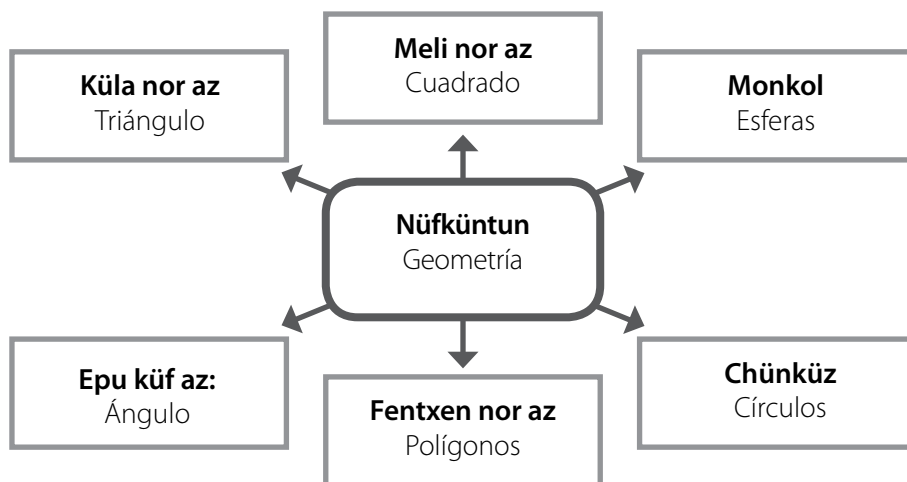 Küla nor az
Triángulo
Meli nor az
Cuadrado
Monkol
Esferas
Nüfküntun
Geometría
Epu küf az:
Ángulo
Fentxen nor az
Polígonos
Chünküz
Círculos